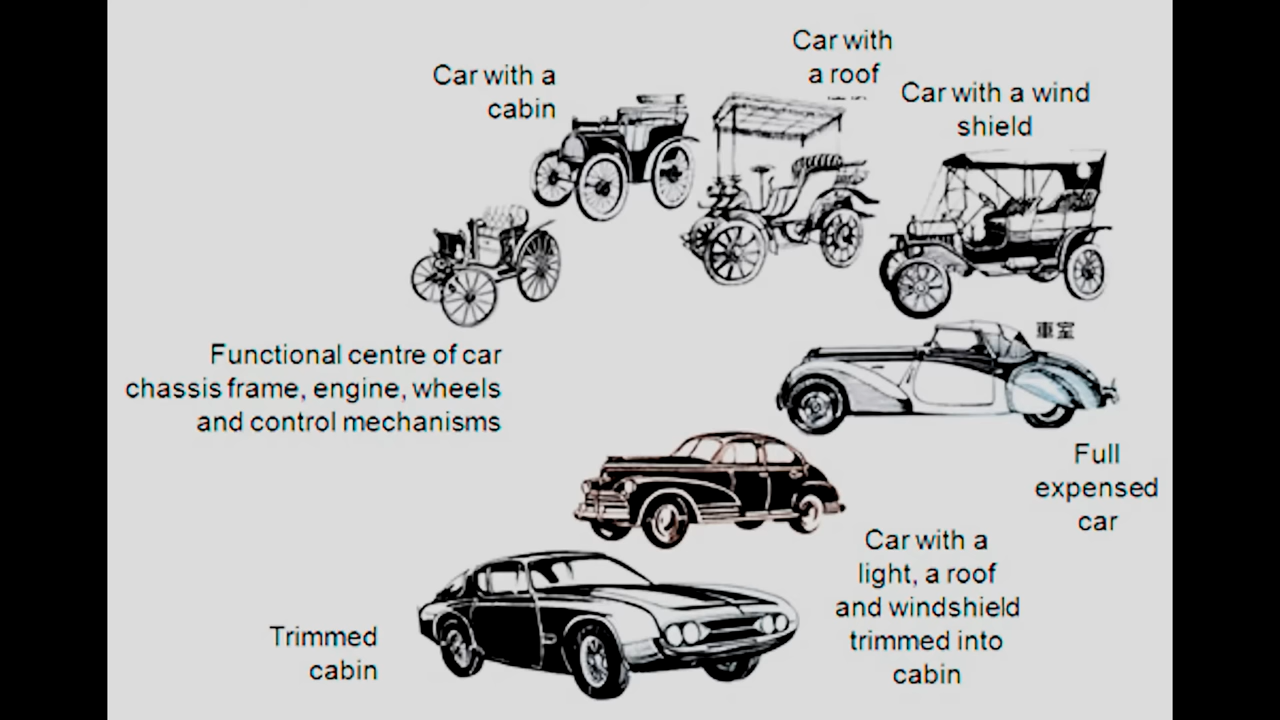 Car with a
cabin
Car with
a roof
Car with a wind
shield
Functional centre of car
chassis frame, engine, wheels
and control mechanisms
車室
Full
expensed
car
Car with a
light, a roof
and windshield
trimmed into
cabin
Trimmed
cabin